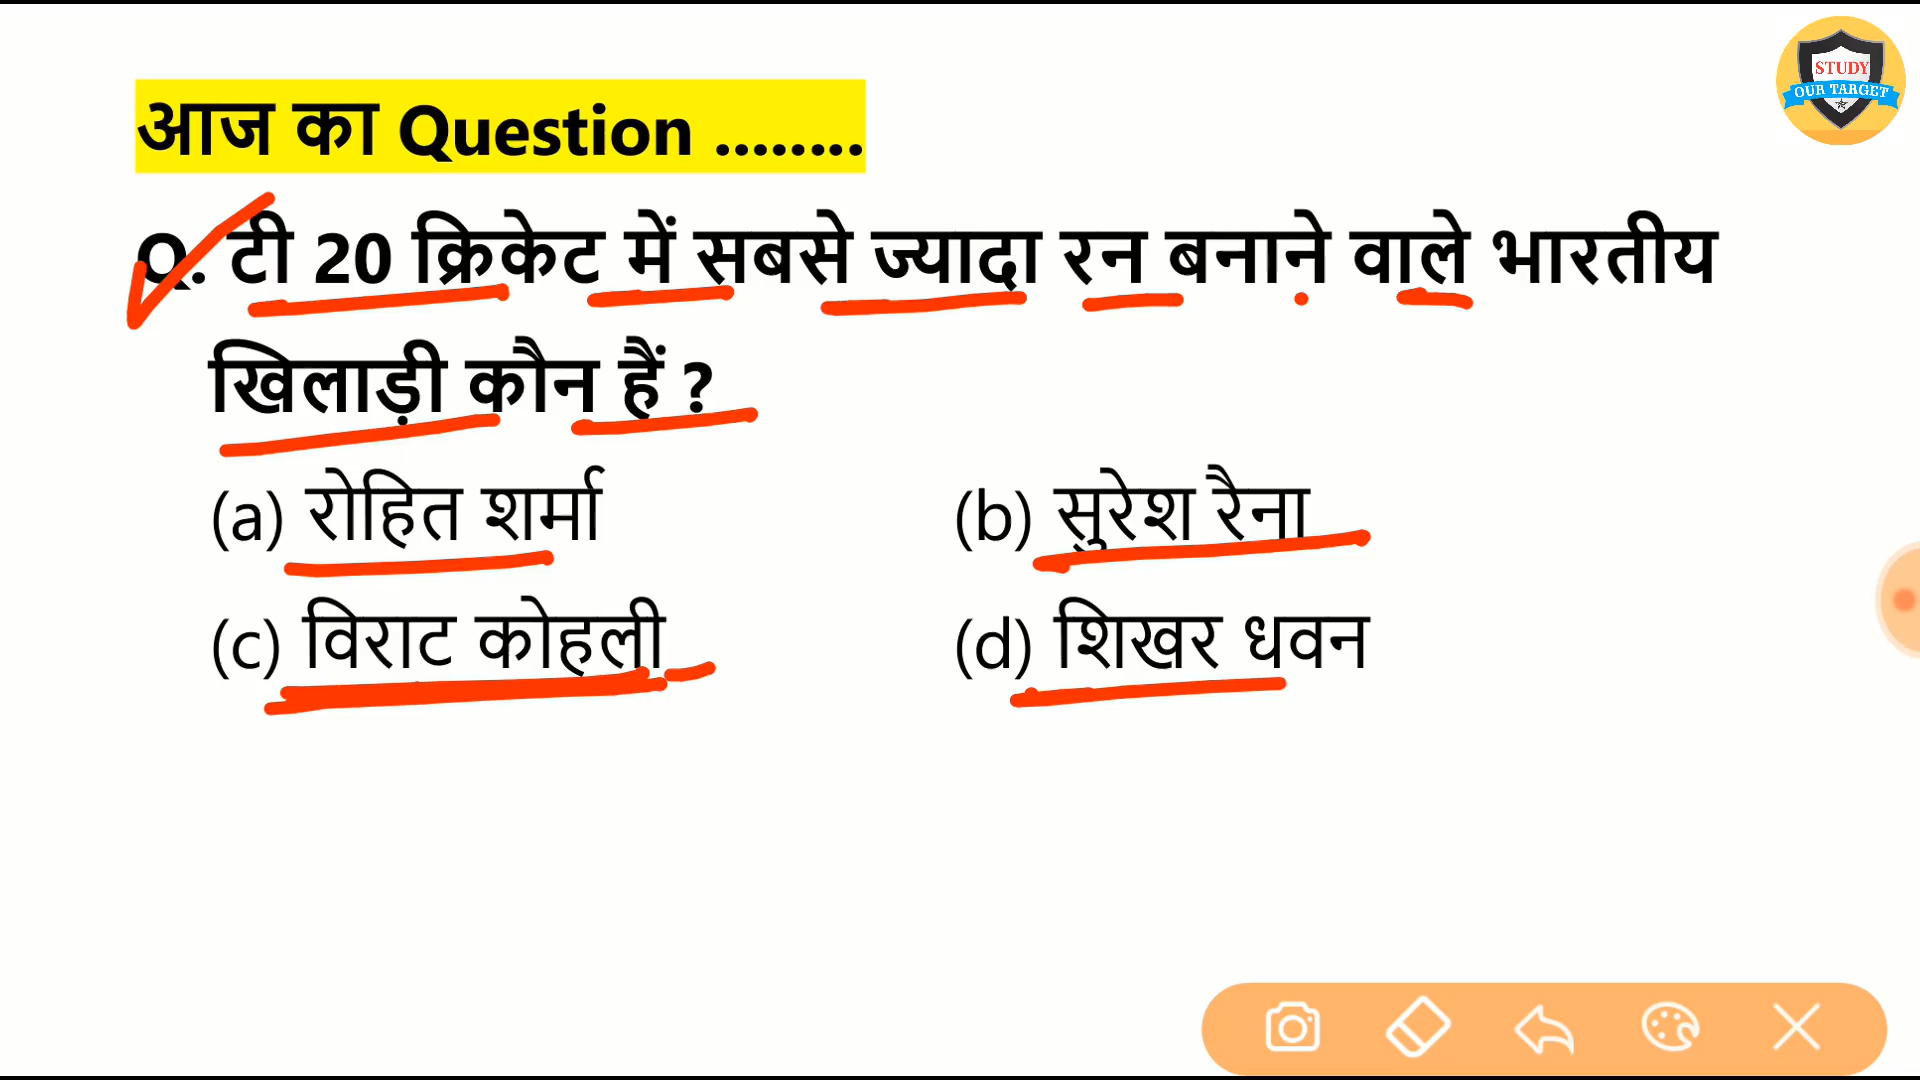 STUDY
OUR TARGET
आज का Question ........
Q. टी 20 क्रिकेट में सबसे ज्यादा रन बनाने वाले भारतीय
खिलाड़ी कौन हैं ?
(a) रोहित शर्मा (b) सुरेश रैना
(c) विराट कोहली (d) शिखर धवन